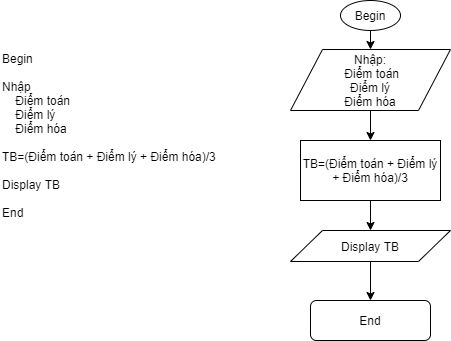 Begin
Nhập
Điểm toán
Điểm lý
Điểm hóa
TB=(Điểm toán + Điểm lý + Điểm hóa)/3
Display TB
End
Begin
Nhập:
Điểm toán
Điểm lý
Điểm hóa
TB=(Điểm toán + Điểm lý
+ Điểm hóa)/3
Display TB
End